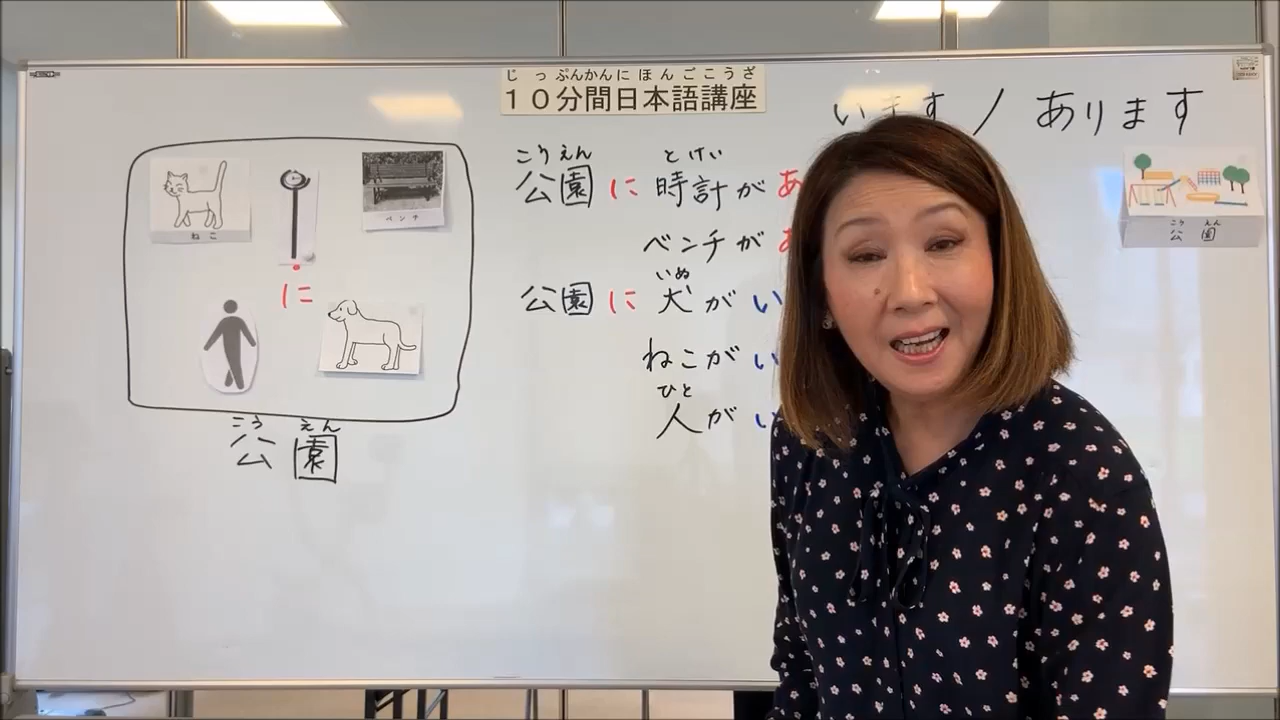 じっぷんかんにほんごこうざ
10分間日本語講座
います / あります
ねこ
ベンチ
に
こうえん
公園
こうえん とけい
公園に時計があ
ベンチがあ
いぬ
公園に犬がい
ねこがい
ひと
人がい
こうえん
公園